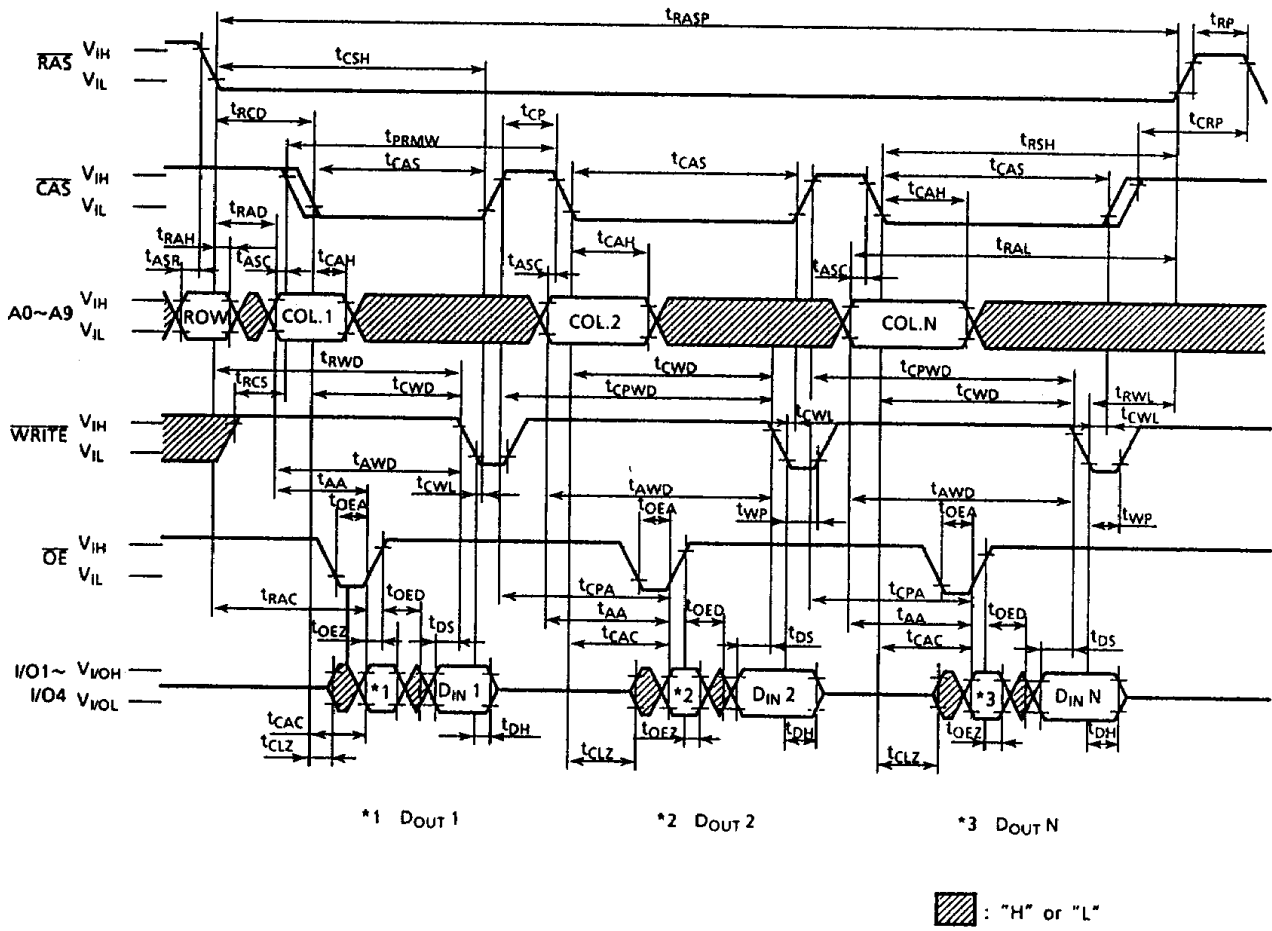 tRASP
tRP
RAS VIH
VIL
tCSH
tRCD
tCP
tCRP
tPRMW
tRSH
CAS VIH
VIL
tCAS
tCAS
tCAS
tCAH
tRAD
tRAH
tCAH
tRAL
tASR
tASC
tCAH
tASC
tASC
A0~A9 VIH
VIL
ROW
COL.1
COL.2
COL.N
tRWD
tCWD
tCPWD
tRCS
tCWD
tCPWD
tCWD
tRWL
WRITE VIH
VIL
tCWL
tCWL
tAWD
tAA
tCWL
tAWD
tAWD
tOEA
tOEA
tWP
tOEA
tWP
OE VIH
VIL
tRAC
tOED
tCPA
tOED
tCPA
tOED
tAA
tAA
tOEZ
tDS
tCAC
tDS
tCAC
tDS
I/O1~ VI/OH
I/O4 VI/OL
*1
DIN 1
*2
DIN 2
*3
DIN N
tCAC
tDH
tOEZ
tDH
tOEZ
tDH
tCLZ
tCLZ
tCLZ
*1 DOUT 1
*2 DOUT 2
*3 DOUT N
: "H" or "L"